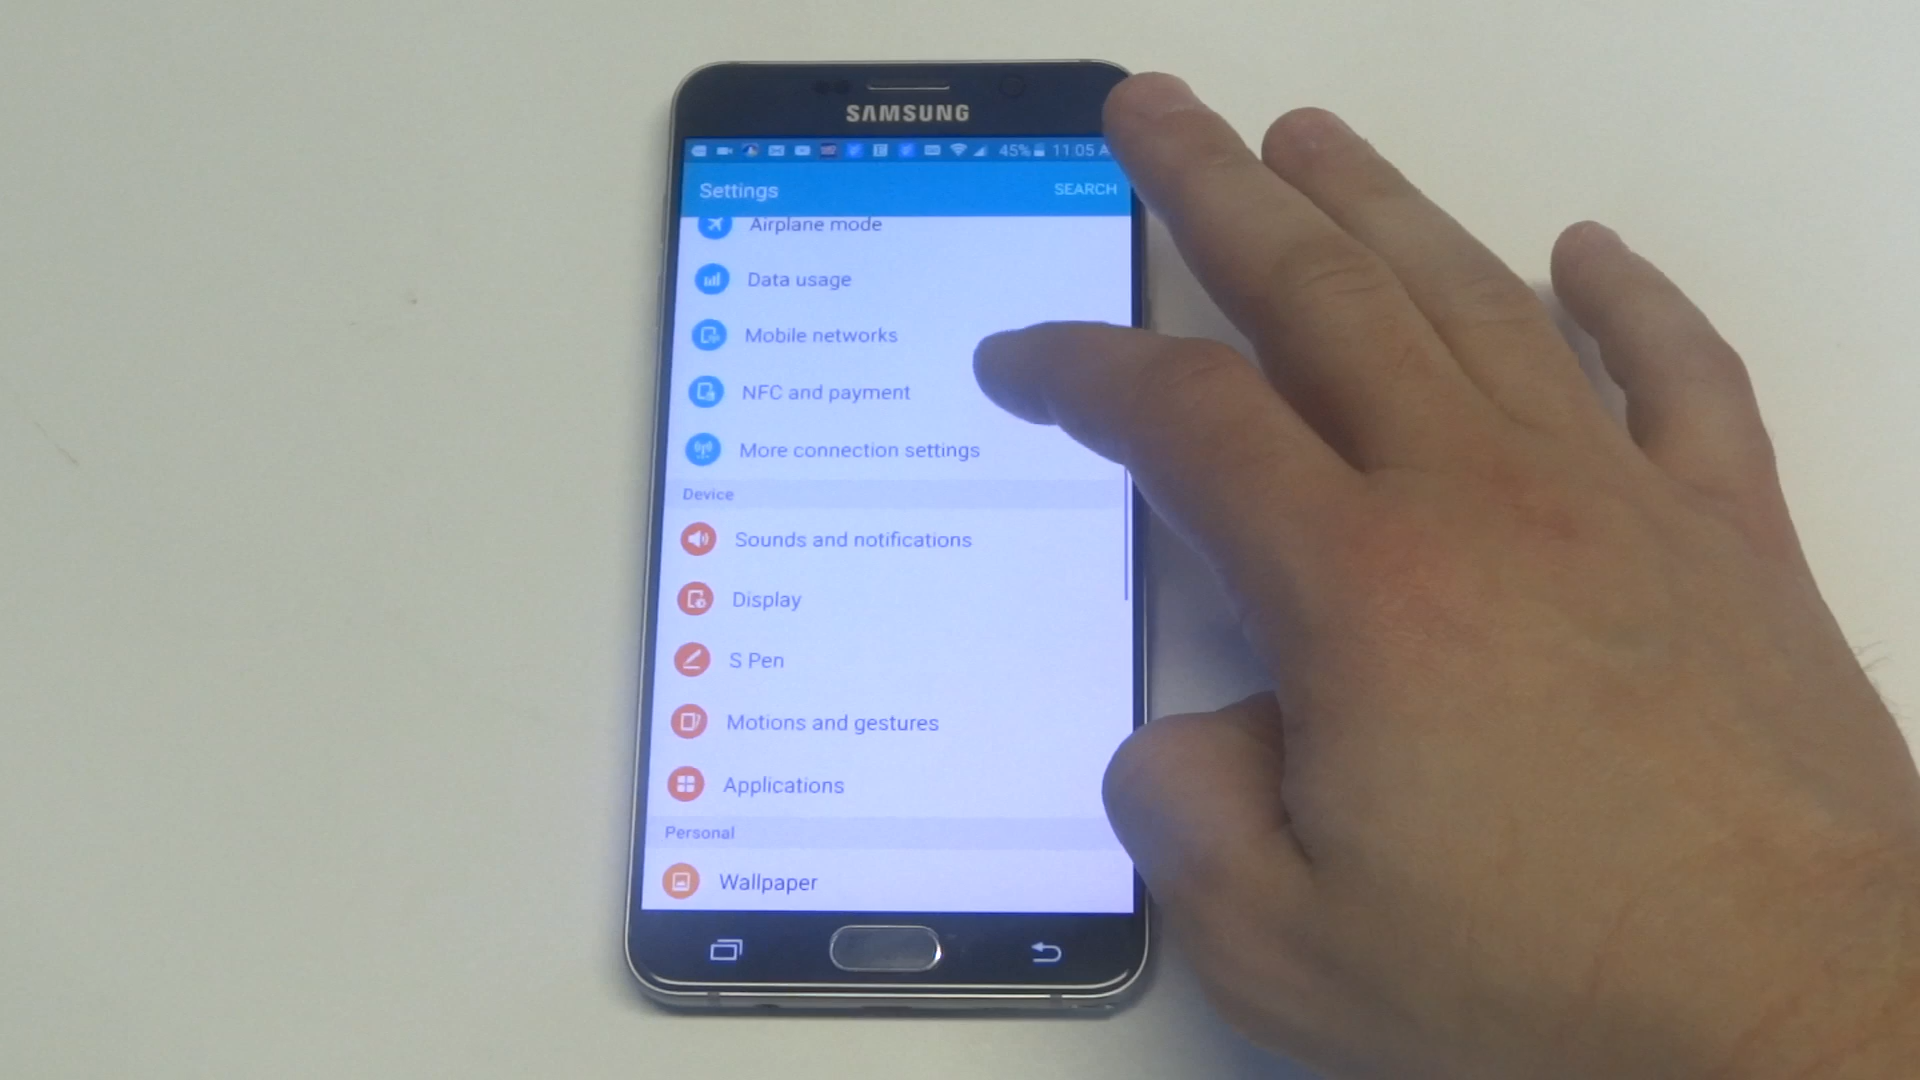 SAMSUNG
45% 11:05 A
Settings SEARCH
Airplane mode
Data usage
Mobile networks
NFC and payment
More connection settings
Device
Sounds and notifications
Display
S Pen
Motions and gestures
Applications
Personal
Wallpaper